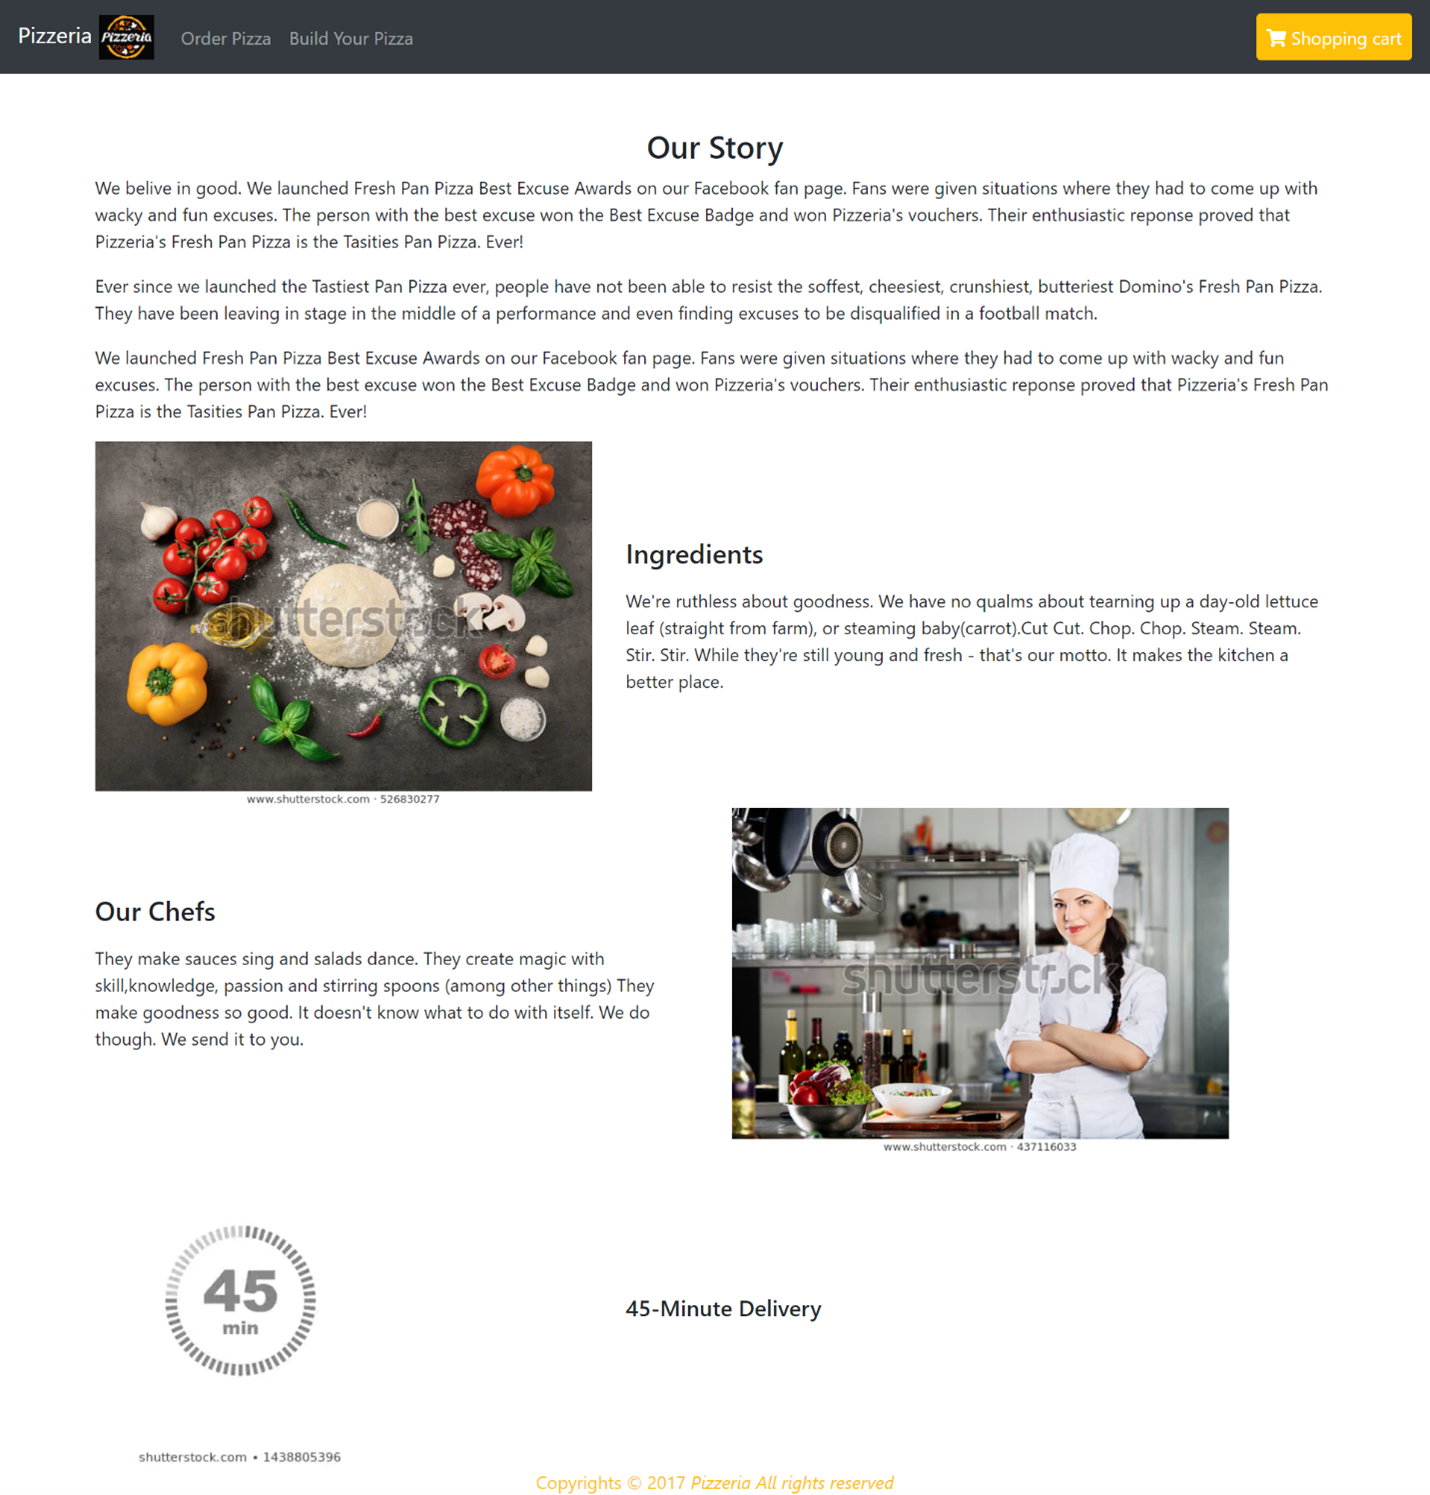 Pizzeria Pizzeria Order Pizza Build Your Pizza Shopping cart
Our Story
We belive in good. We launched Fresh Pan Pizza Best Excuse Awards on our Facebook fan page. Fans were given situations where they had to come up with
wacky and fun excuses. The person with the best excuse won the Best Excuse Badge and won Pizzeria's vouchers. Their enthusiastic reponse proved that
Pizzeria's Fresh Pan Pizza is the Tasities Pan Pizza. Ever!
Ever since we launched the Tastiest Pan Pizza ever, people have not been able to resist the soffest, cheesiest, crunshiest, butteriest Domino's Fresh Pan Pizza.
They have been leaving in stage in the middle of a performance and even finding excuses to be disqualified in a football match.
We launched Fresh Pan Pizza Best Excuse Awards on our Facebook fan page. Fans were given situations where they had to come up with wacky and fun
excuses. The person with the best excuse won the Best Excuse Badge and won Pizzeria's vouchers. Their enthusiastic reponse proved that Pizzeria's Fresh Pan
Pizza is the Tasities Pan Pizza. Ever!
shutterstock
www.shutterstock.com · 526830277
Ingredients
We're ruthless about goodness. We have no qualms about tearning up a day-old lettuce
leaf (straight from farm), or steaming baby(carrot).Cut Cut. Chop. Chop. Steam. Steam.
Stir. Stir. While they're still young and fresh - that's our motto. It makes the kitchen a
better place.
Our Chefs
They make sauces sing and salads dance. They create magic with
skill,knowledge, passion and stirring spoons (among other things) They
make goodness so good. It doesn't know what to do with itself. We do
though. We send it to you.
shutterstock
www.shutterstock.com · 437116033
45
min
shutterstock.com • 1438805396
45-Minute Delivery
Copyrights © 2017 Pizzeria All rights reserved